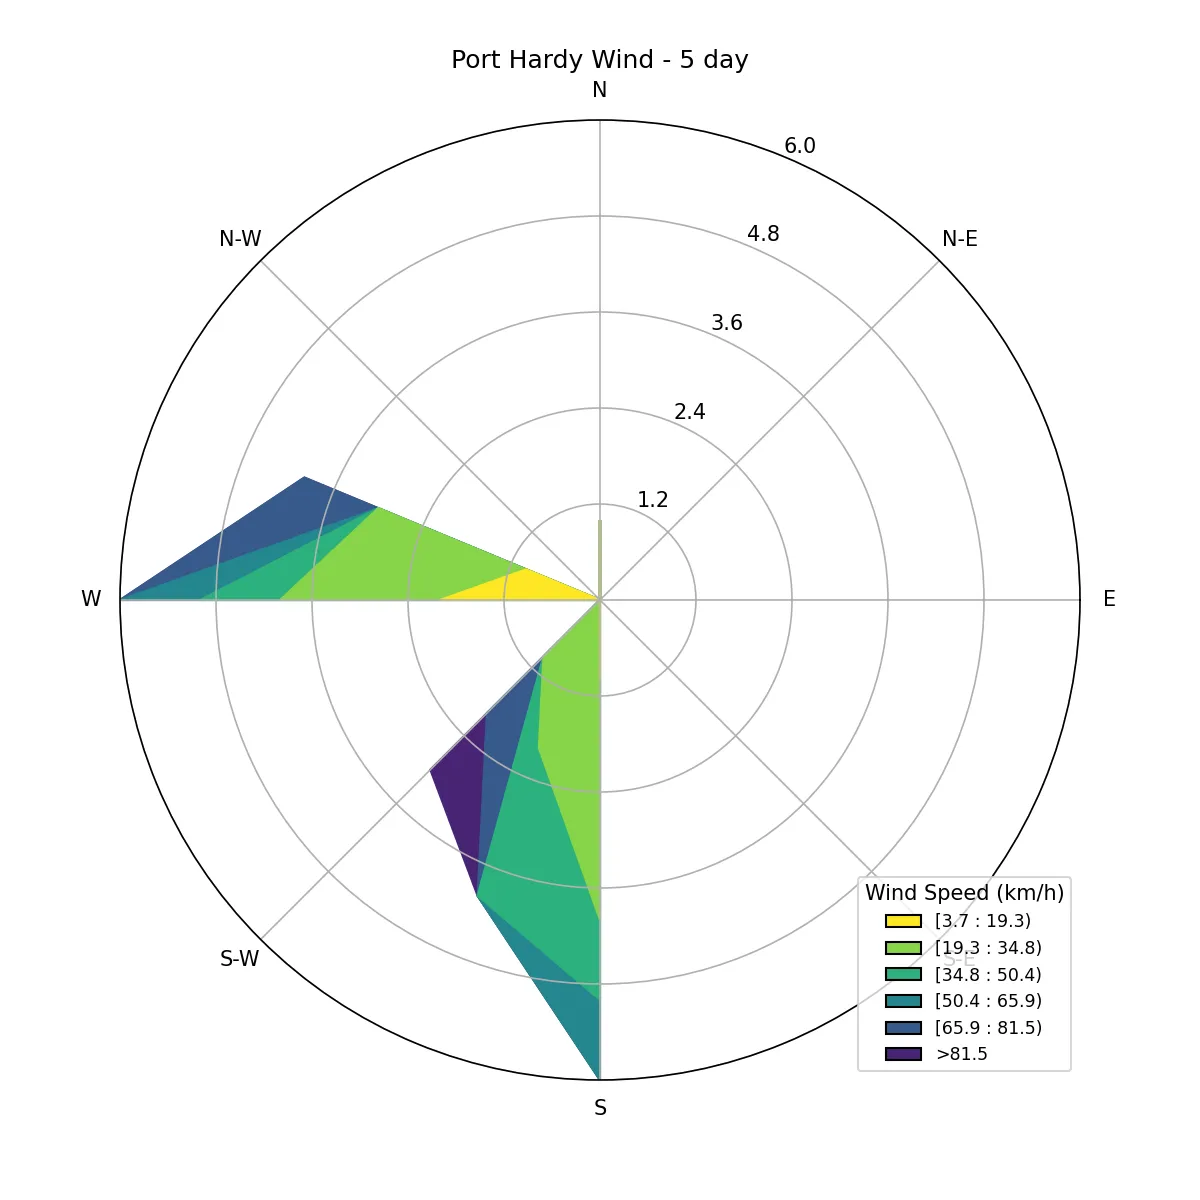 Port Hardy Wind - 5 day
N
6.0
N-W
N-E
4.8
3.6
2.4
1.2
W
E
S-W
S-E
S
Wind Speed (km/h)
[3.7 : 19.3)
[19.3 : 34.8)
[34.8 : 50.4)
[50.4 : 65.9)
[65.9 : 81.5)
>81.5